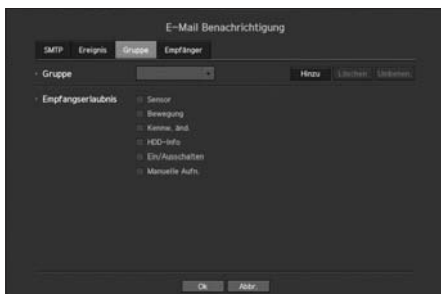 E-Mail Benachrichtigung
SMTP Ereignis Gruppe Empfänger
Gruppe Hinzu Löschen Umbenen.
Empfangserlaubnis Sensor
Bewegung
Kennw. änd.
HDD-Info
Ein/Ausschalten
Manuelle Aufn.
Ok Abbr.